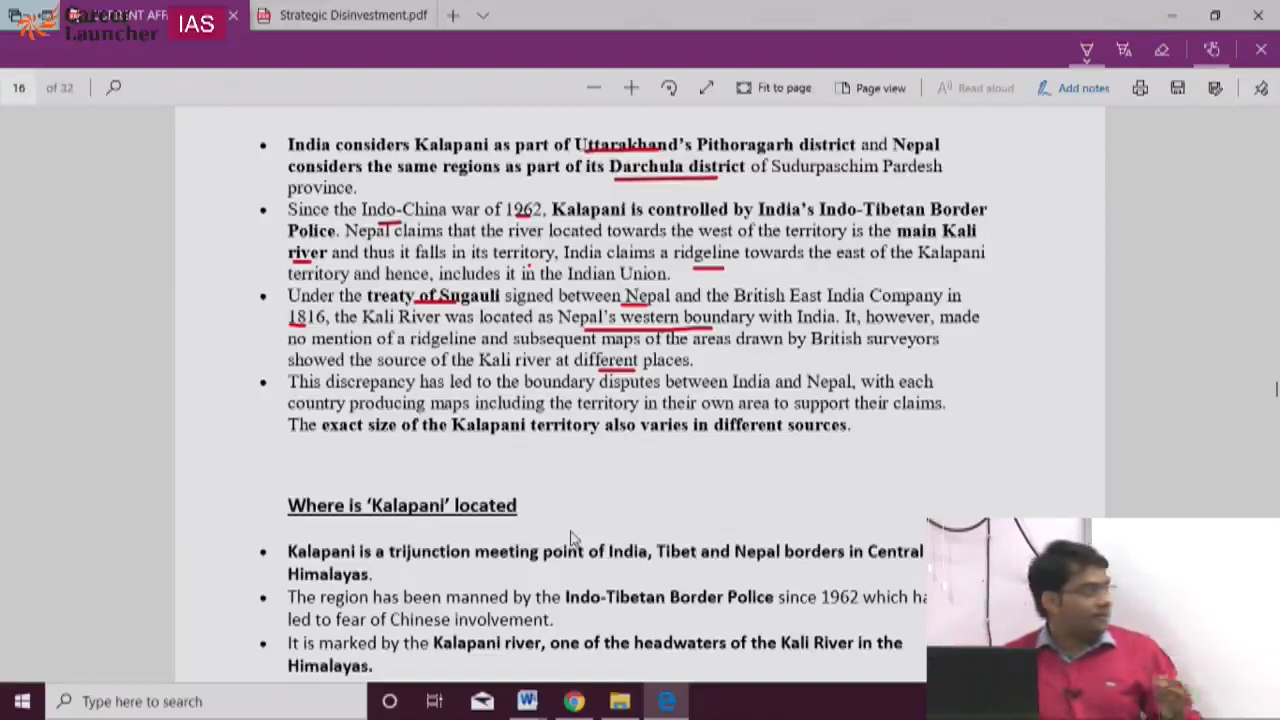 Career
Launcher
IAS
CURRENT AFF
Strategic Disinvestment.pdf
16 of 32
Fit to page
Page view
Read aloud
Add notes
• India considers Kalapani as part of Uttarakhand's Pithoragarh district and Nepal
considers the same regions as part of its Darchula district of Sudurpaschim Pardesh
province.
• Since the Indo-China war of 1962, Kalapani is controlled by India's Indo-Tibetan Border
Police. Nepal claims that the river located towards the west of the territory is the main Kali
river and thus it falls in its territory, India claims a ridgeline towards the east of the Kalapani
territory and hence, includes it in the Indian Union.
• Under the treaty of Sugauli signed between Nepal and the British East India Company in
1816, the Kali River was located as Nepal's western boundary with India. It, however, made
no mention of a ridgeline and subsequent maps of the areas drawn by British surveyors
showed the source of the Kali river at different places.
• This discrepancy has led to the boundary disputes between India and Nepal, with each
country producing maps including the territory in their own area to support their claims.
The exact size of the Kalapani territory also varies in different sources.
Where is ‘Kalapani’ located
• Kalapani is a trijunction meeting point of India, Tibet and Nepal borders in Central
Himalayas.
• The region has been manned by the Indo-Tibetan Border Police since 1962 which ha
led to fear of Chinese involvement.
• It is marked by the Kalapani river, one of the headwaters of the Kali River in the
Himalayas.
Type here to search